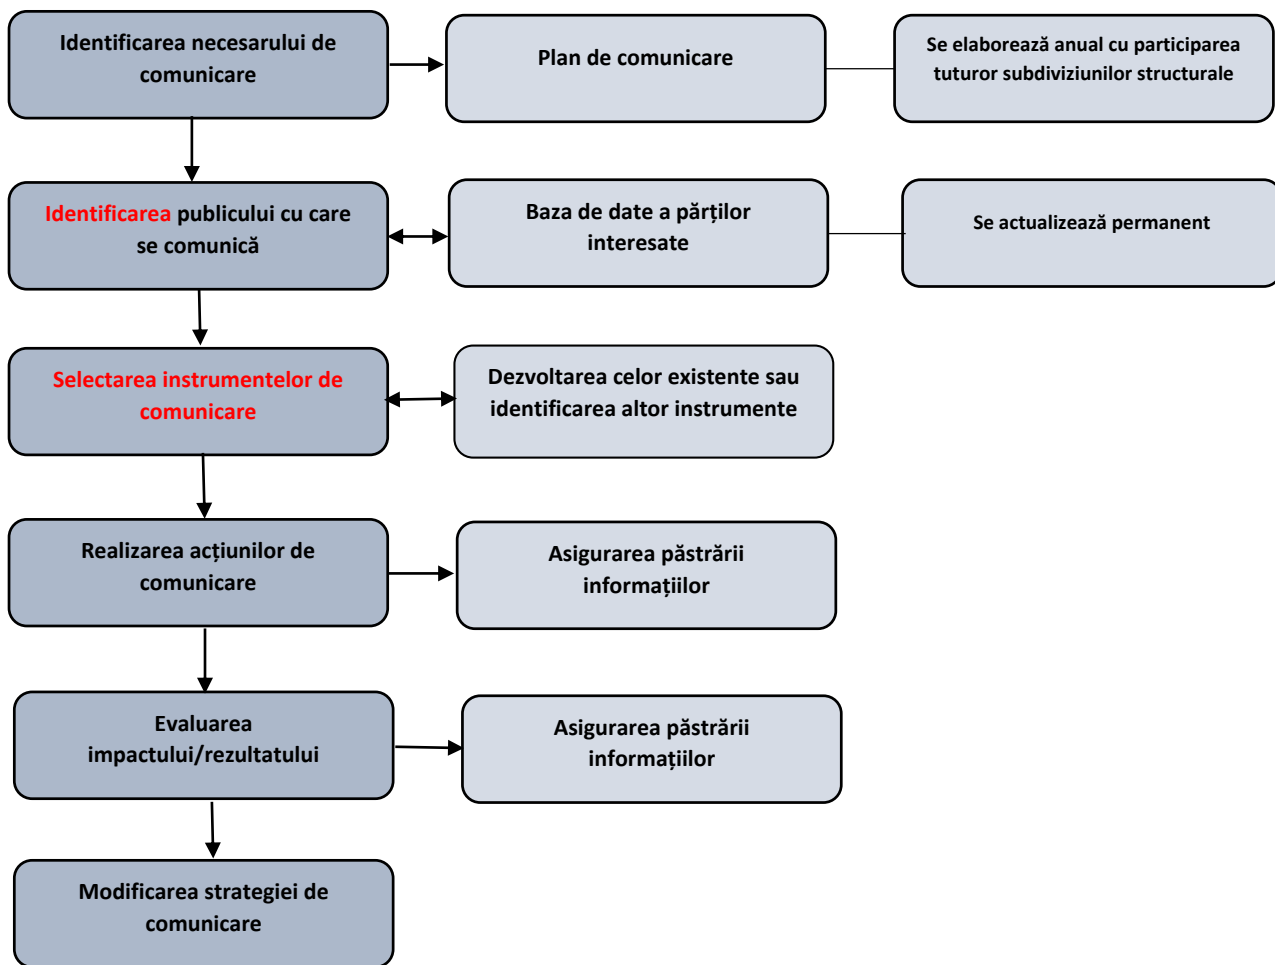 Identificarea necesarului de
comunicare
Plan de comunicare
Se elaborează anual cu participarea
tuturor subdiviziunilor structurale
Identificarea publicului cu care
se comunică
Baza de date a părților
interesate
Se actualizează permanent
Selectarea instrumentelor de
comunicare
Dezvoltarea celor existente sau
identificarea altor instrumente
Realizarea acțiunilor de
comunicare
Asigurarea păstrării
informațiilor
Evaluarea
impactului/rezultatului
Asigurarea păstrării
informațiilor
Modificarea strategiei de
comunicare